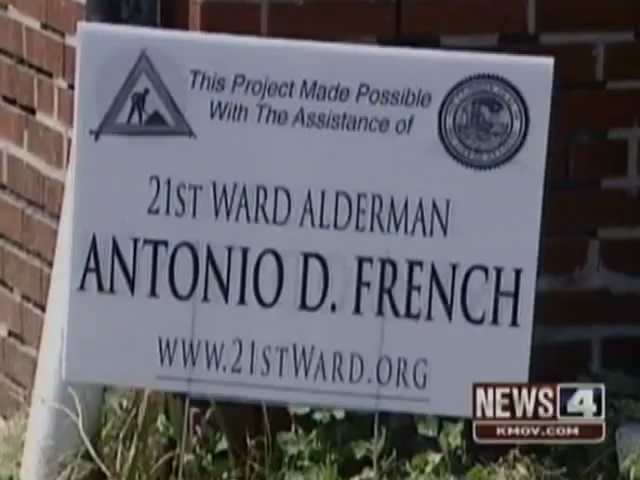 This Project Made Possible
With The Assistance of
21ST WARD ALDERMAN
ANTONIO D. FRENCH
WWW.21STWARD.ORG
NEWS 4
KMOV.COM